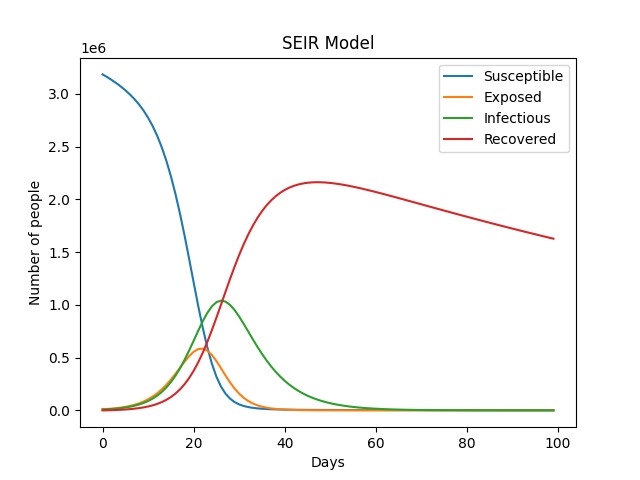 SEIR Model
1e6
3.0
2.5
2.0
1.5
1.0
0.5
0.0
Number of people
Susceptible
Exposed
Infectious
Recovered
0 20 40 60 80 100
Days